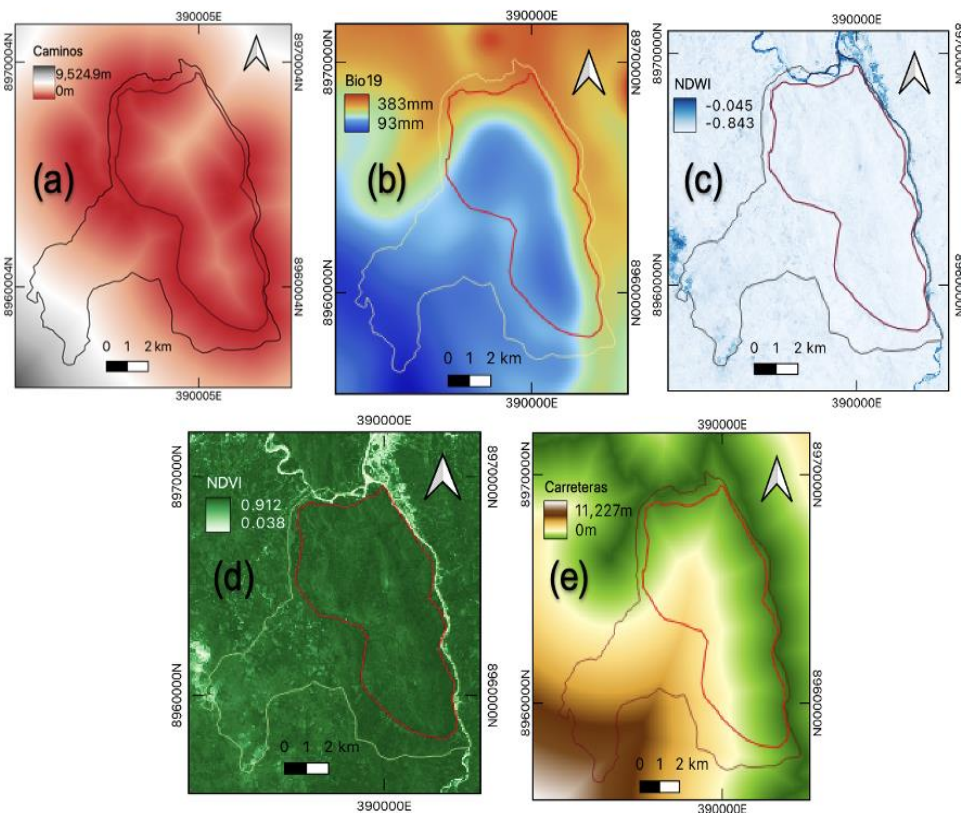 390005E
8970004N
8970004N
Caminos
9,524.9m
0m
(a)
8960004N
8960004N
0 1 2 km
390005E
390000E
8970000N
8970000N
Bio19
383mm
93mm
(b)
8960000N
8960000N
0 1 2 km
390000E
390000E
8970000N
8970000N
NDWI
-0.045
-0.843
(c)
8960000N
8960000N
0 1 2 km
390000E
390000E
8970000N
8970000N
NDVI
0.912
0.038
(d)
8960000N
8960000N
0 1 2 km
390000E
390000E
8970000N
8970000N
Carreteras
11,227m
0m
(e)
8960000N
8960000N
0 1 2 km
390000E